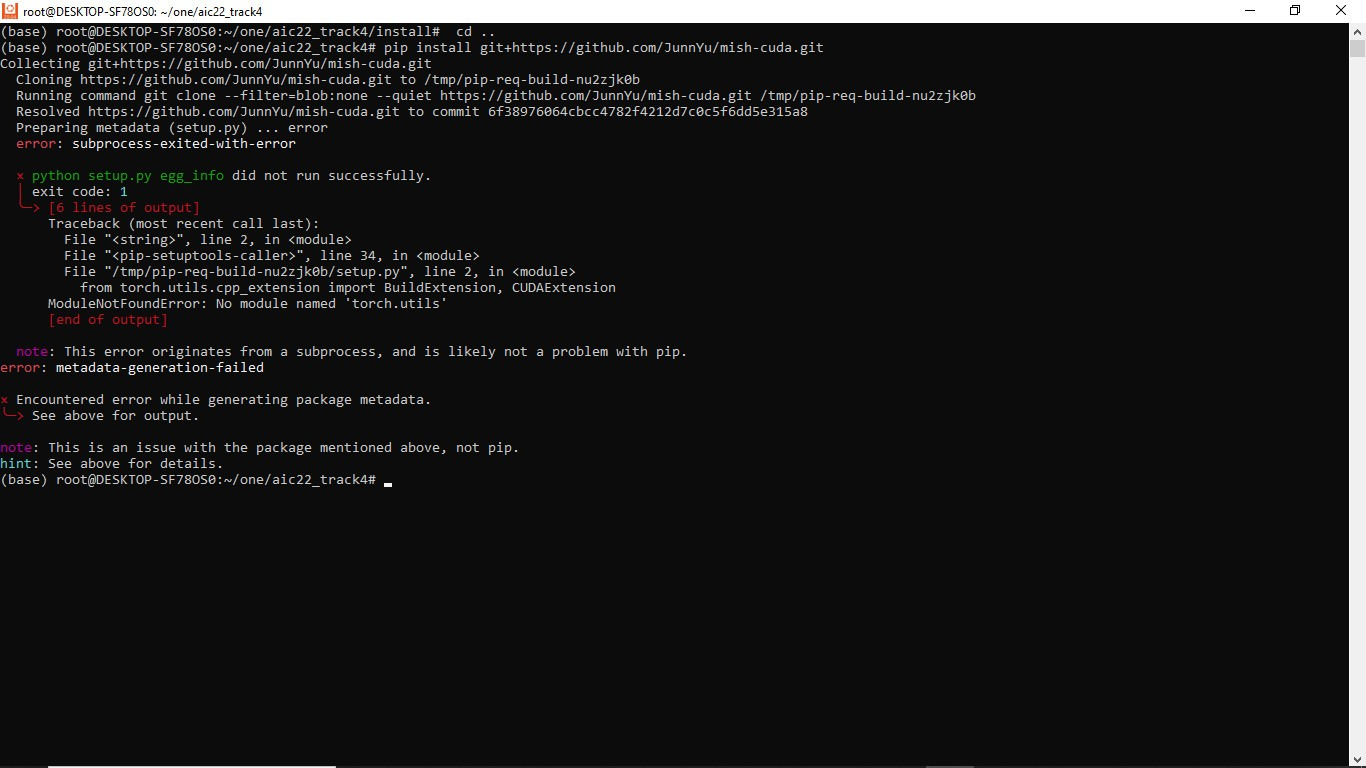 root@DESKTOP-SF78OS0: ~/one/aic22_track4
(base) root@DESKTOP-SF78OS0:~/one/aic22_track4/install#  cd ..
(base) root@DESKTOP-SF78OS0:~/one/aic22_track4# pip install git+https://github.com/JunnYu/mish-cuda.git
Collecting git+https://github.com/JunnYu/mish-cuda.git
  Cloning https://github.com/JunnYu/mish-cuda.git to /tmp/pip-req-build-nu2zjk0b
  Running command git clone --filter=blob:none --quiet https://github.com/JunnYu/mish-cuda.git /tmp/pip-req-build-nu2zjk0b
  Resolved https://github.com/JunnYu/mish-cuda.git to commit 6f38976064cbcc4782f4212d7c0c5f6dd5e315a8
  Preparing metadata (setup.py) ... error
  error: subprocess-exited-with-error
  × python setup.py egg_info did not run successfully.
  │ exit code: 1
  ╰─> [6 lines of output]
      Traceback (most recent call last):
        File "<string>", line 2, in <module>
        File "<pip-setuptools-caller>", line 34, in <module>
        File "/tmp/pip-req-build-nu2zjk0b/setup.py", line 2, in <module>
          from torch.utils.cpp_extension import BuildExtension, CUDAExtension
      ModuleNotFoundError: No module named 'torch.utils'
      [end of output]
  note: This error originates from a subprocess, and is likely not a problem with pip.
error: metadata-generation-failed
× Encountered error while generating package metadata.
╰─> See above for output.
note: This is an issue with the package mentioned above, not pip.
hint: See above for details.
(base) root@DESKTOP-SF78OS0:~/one/aic22_track4#